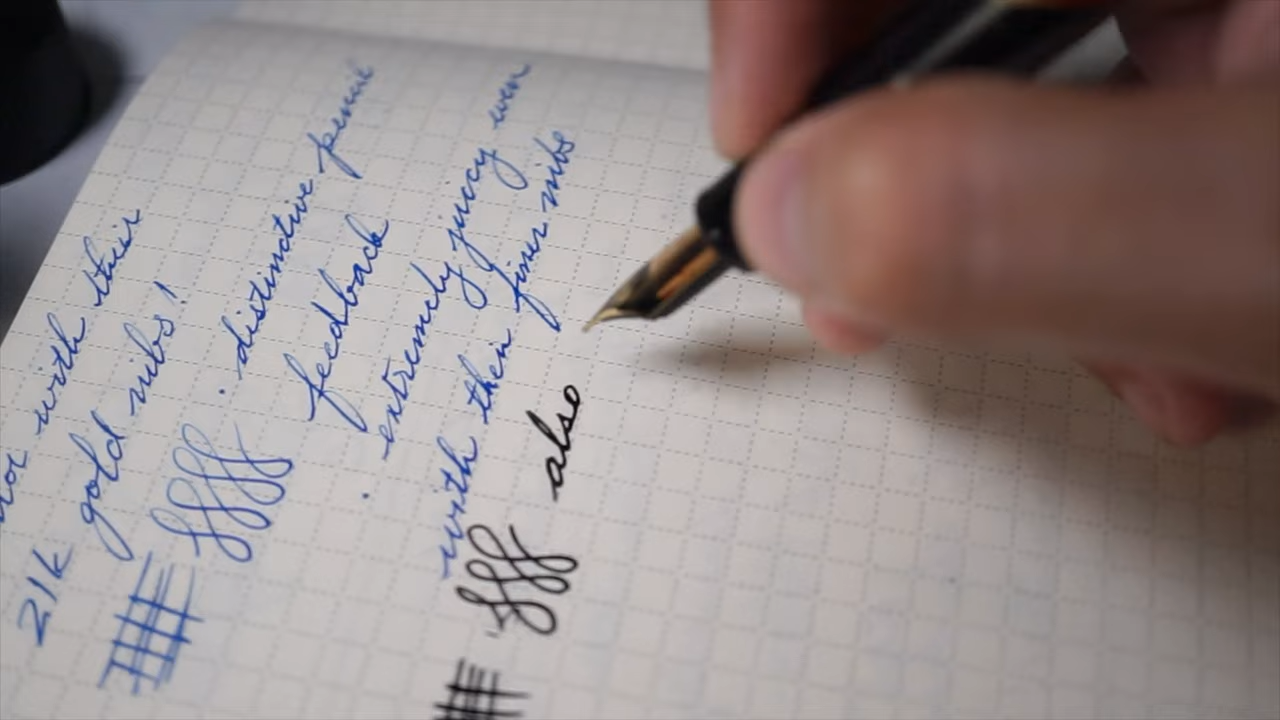 with their
21k gold nibs!
· distinctive pencil
feedback
· extremely juicy even
with their finer nibs
also